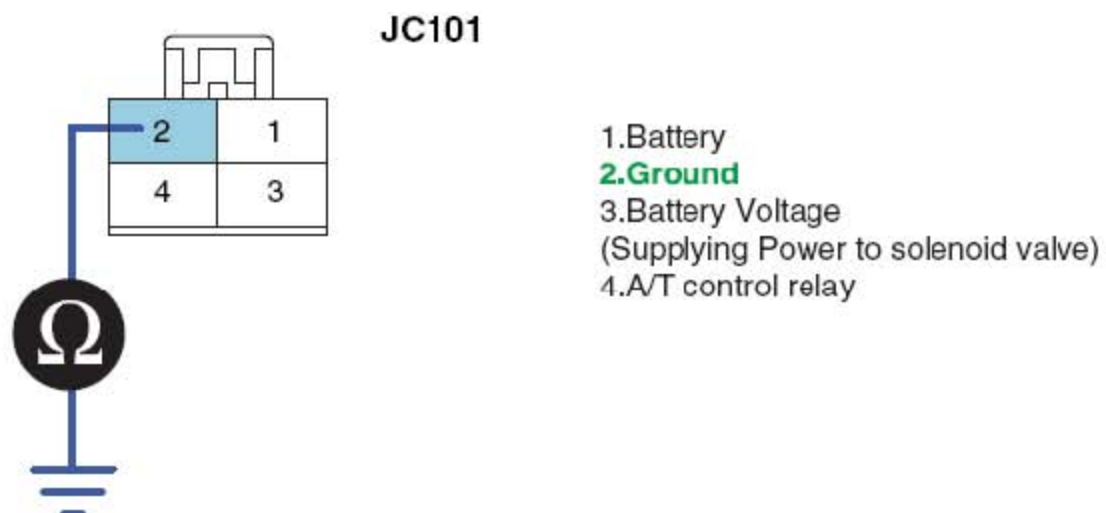 JC101
2
1
4
3
1.Battery
2.Ground
3.Battery Voltage
(Supplying Power to solenoid valve)
4.A/T control relay
Ω